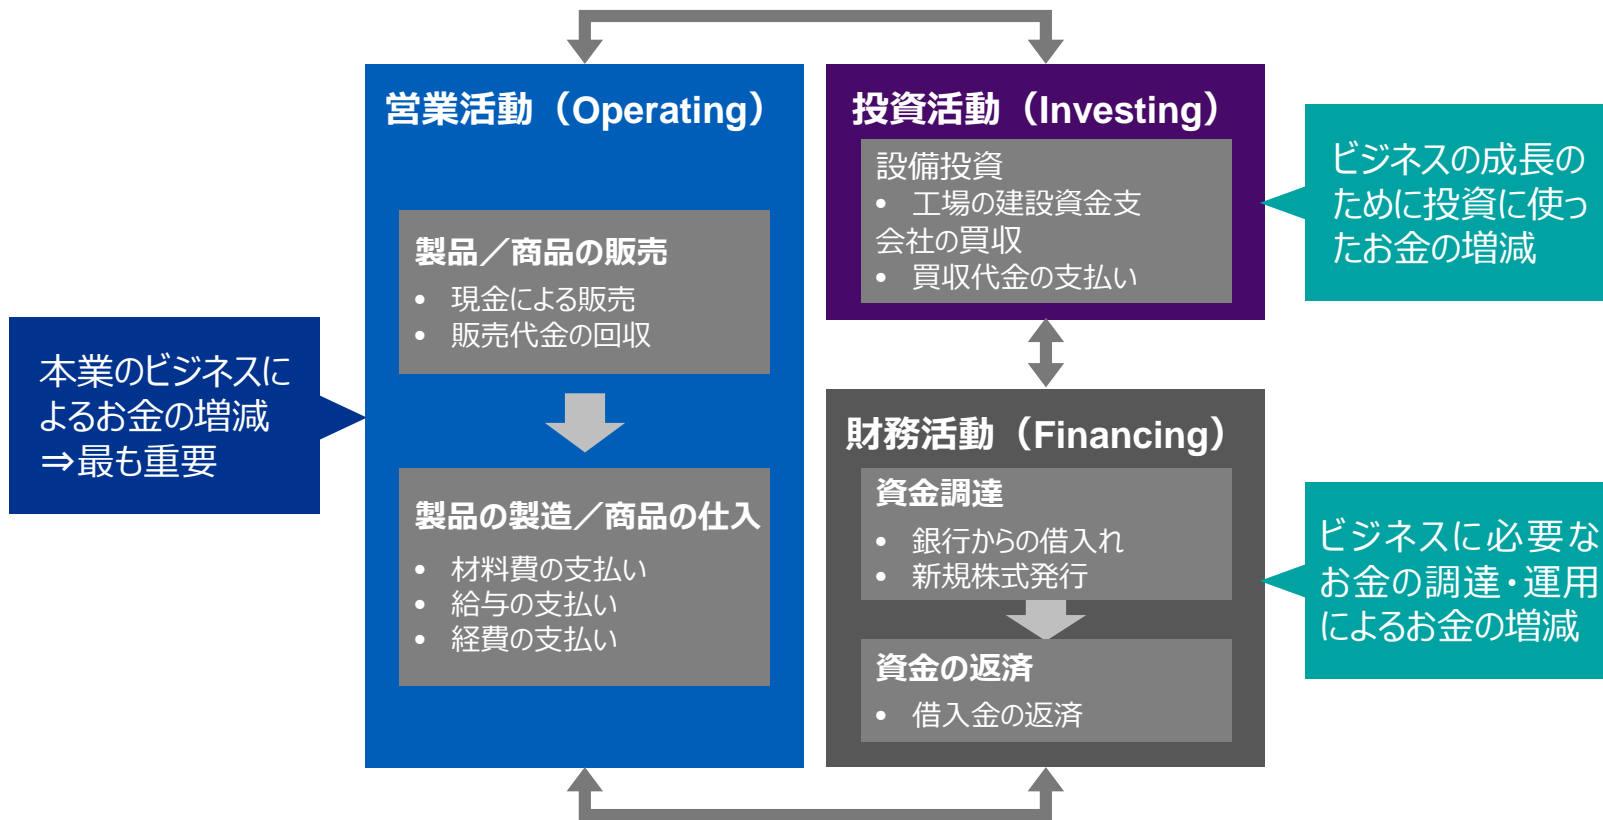 営業活動（Operating）
製品／商品の販売
• 現金による販売
• 販売代金の回収
製品の製造／商品の仕入
• 材料費の支払い
• 給与の支払い
• 経費の支払い
本業のビジネスに
よるお金の増減
⇒最も重要
投資活動（Investing）
設備投資
• 工場の建設資金支
会社の買収
• 買収代金の支払い
ビジネスの成長の
ために投資に使っ
たお金の増減
財務活動（Financing）
資金調達
• 銀行からの借入れ
• 新規株式発行
資金の返済
• 借入金の返済
ビジネスに必要な
お金の調達・運用
によるお金の増減